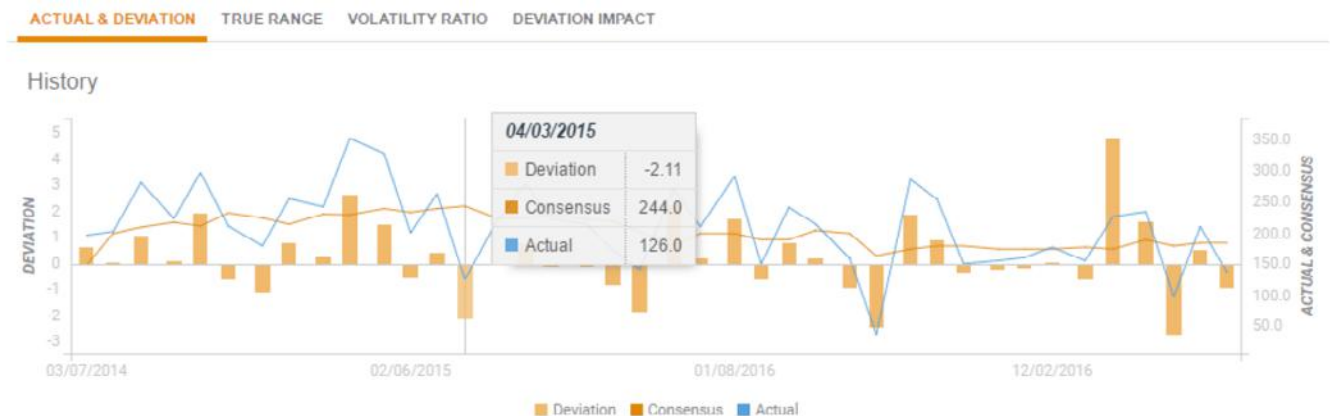 ACTUAL & DEVIATION TRUE RANGE VOLATILITY RATIO DEVIATION IMPACT
History
04/03/2015
Deviation -2.11
Consensus 244.0
Actual 126.0
DEVIATION
5
4
3
2
1
0
-1
-2
-3
350.0
300.0
250.0
200.0
150.0
100.0
50.0
ACTUAL & CONSENSUS
03/07/2014 02/06/2015 01/08/2016 12/02/2016
Deviation Consensus Actual